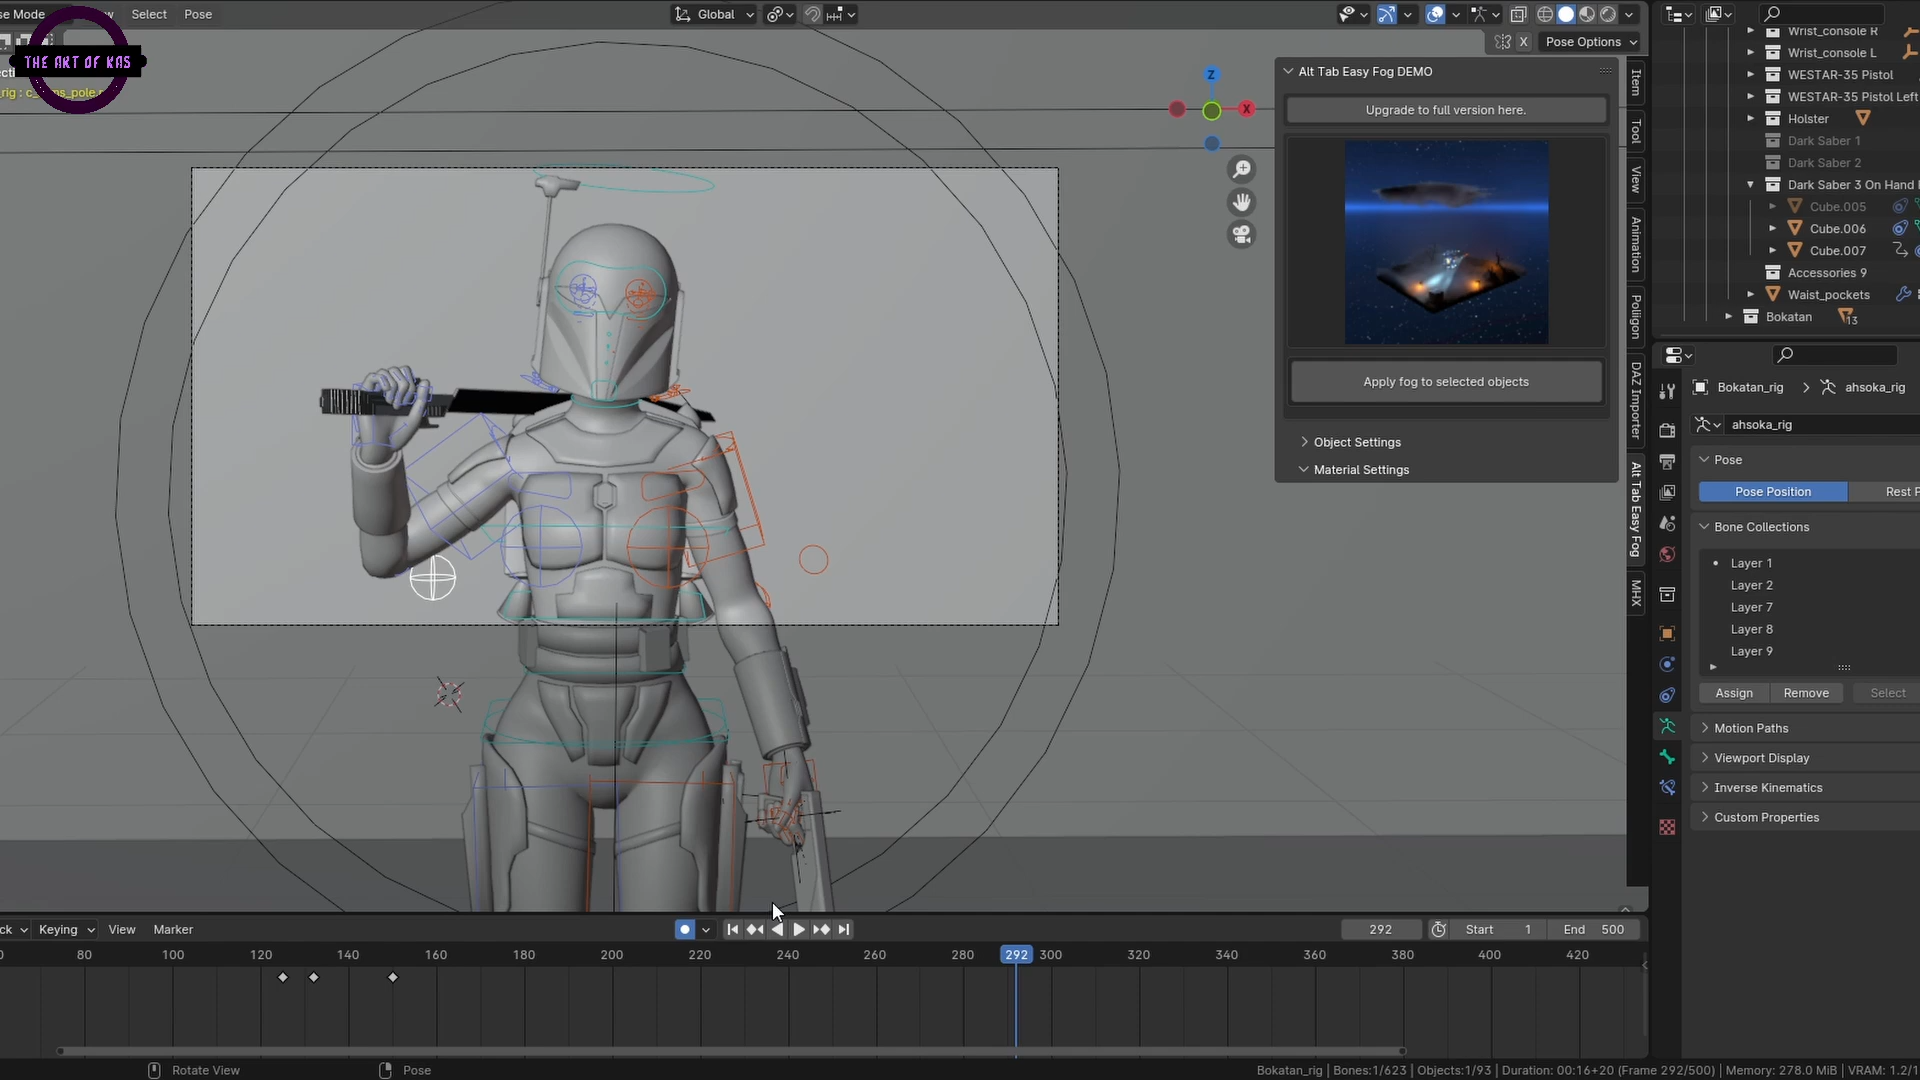 se Mode
Select
Pose
Global
X
Pose Options
THE ART OF KAS
Z
X
Alt Tab Easy Fog DEMO
Upgrade to full version here.
Apply fog to selected objects
Object Settings
Material Settings
Item
Tool
View
Animation
Poliigon
DAZ Importer
Alt Tab Easy Fog
MHX
Wrist_console R
Wrist_console L
WESTAR-35 Pistol
WESTAR-35 Pistol Left
Holster
Dark Saber 1
Dark Saber 2
Dark Saber 3 On Hand
Cube.005
Cube.006
Cube.007
Accessories 9
Waist_pockets
Bokatan
13
Bokatan_rig > ahsoka_rig
ahsoka_rig
Pose
Pose Position
Rest P
Bone Collections
Layer 1
Layer 2
Layer 7
Layer 8
Layer 9
Assign
Remove
Select
Motion Paths
Viewport Display
Inverse Kinematics
Custom Properties
ck
Keying
View
Marker
292
Start 1
End 500
80 100 120 140 160 180 200 220 240 260 280 292 300 320 340 360 380 400 420
Rotate View
Pose
Bokatan_rig | Bones:1/623 | Objects:1/93 | Duration: 00:16+20 (Frame 292/500) | Memory: 278.0 MiB | VRAM: 1.2/1